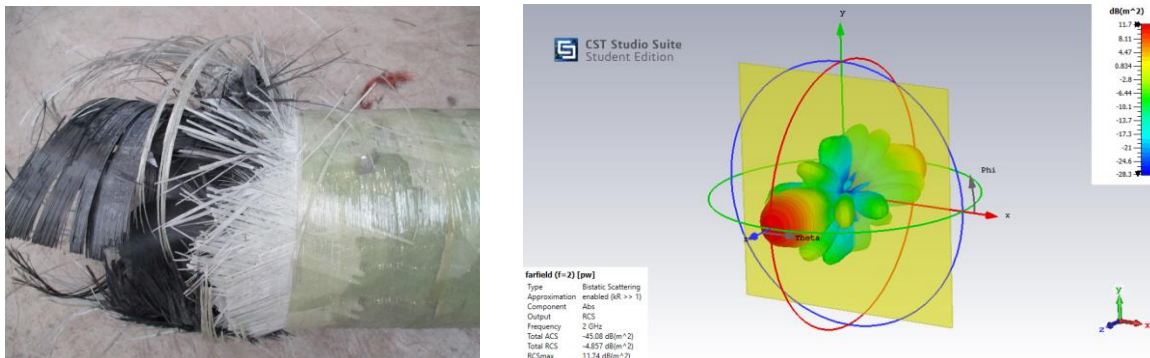 CST Studio Suite
Student Edition
y
dB(m^2)
11.7
8.11
4.47
0.834
-2.8
-6.44
-10.1
-13.7
-17.3
-21
-24.6
-28.3
Phi
x
Theta
farfield (f=2) [pw]
Type Bistatic Scattering
Approximation enabled (kR >> 1)
Component Abs
Output RCS
Frequency 2 GHz
Total ACS -45.08 dB(m^2)
Total RCS -4.857 dB(m^2)
RCSmax 11.74 dB(m^2)
y
z
x